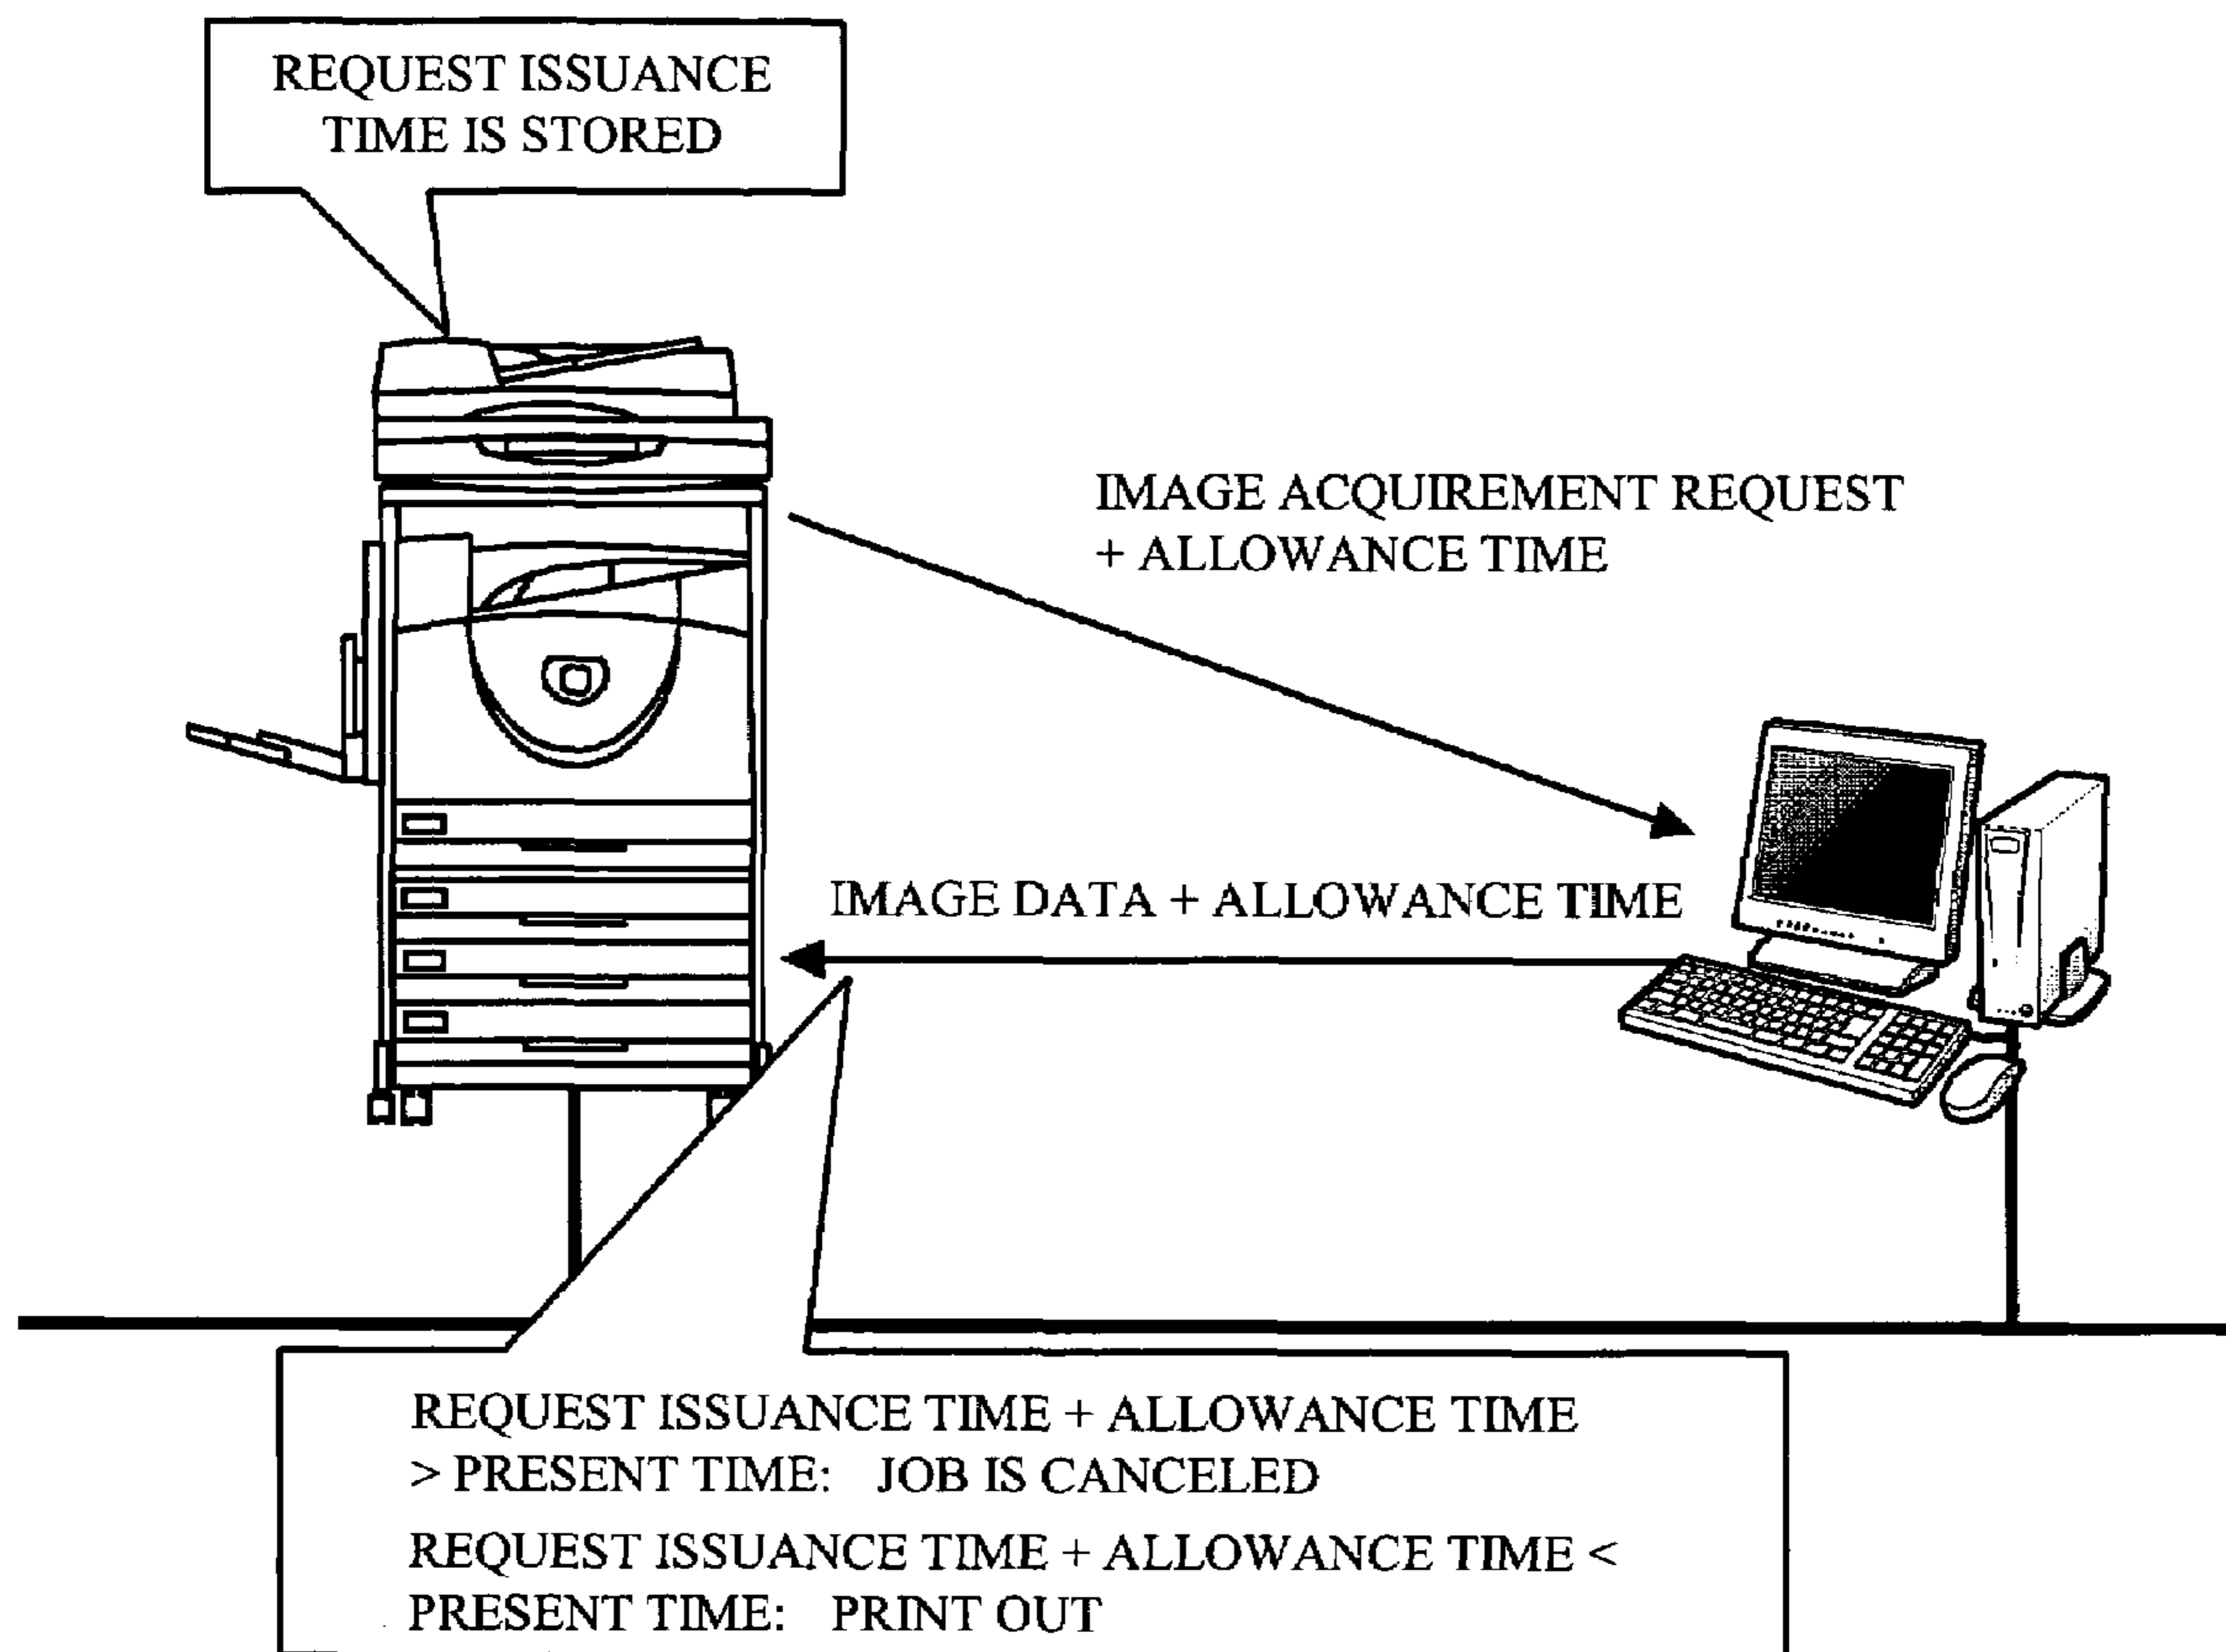 REQUEST ISSUANCE
TIME IS STORED
IMAGE ACQUIREMENT REQUEST
+ ALLOWANCE TIME
IMAGE DATA + ALLOWANCE TIME
REQUEST ISSUANCE TIME + ALLOWANCE TIME
> PRESENT TIME: JOB IS CANCELED
REQUEST ISSUANCE TIME + ALLOWANCE TIME <
PRESENT TIME: PRINT OUT